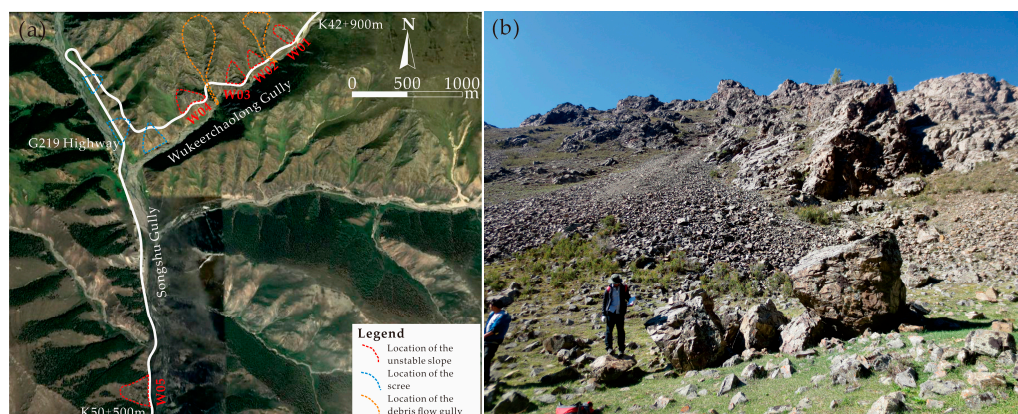 (a)
K42+900m
N
0 500 1000
m
W01
W02
W03
W04
Wukeerchaolong Gully
G219 Highway
Songshu Gully
W05
K50+500m
Legend
Location of the
unstable slope
Location of the
scree
Location of the
debris flow gully
(b)